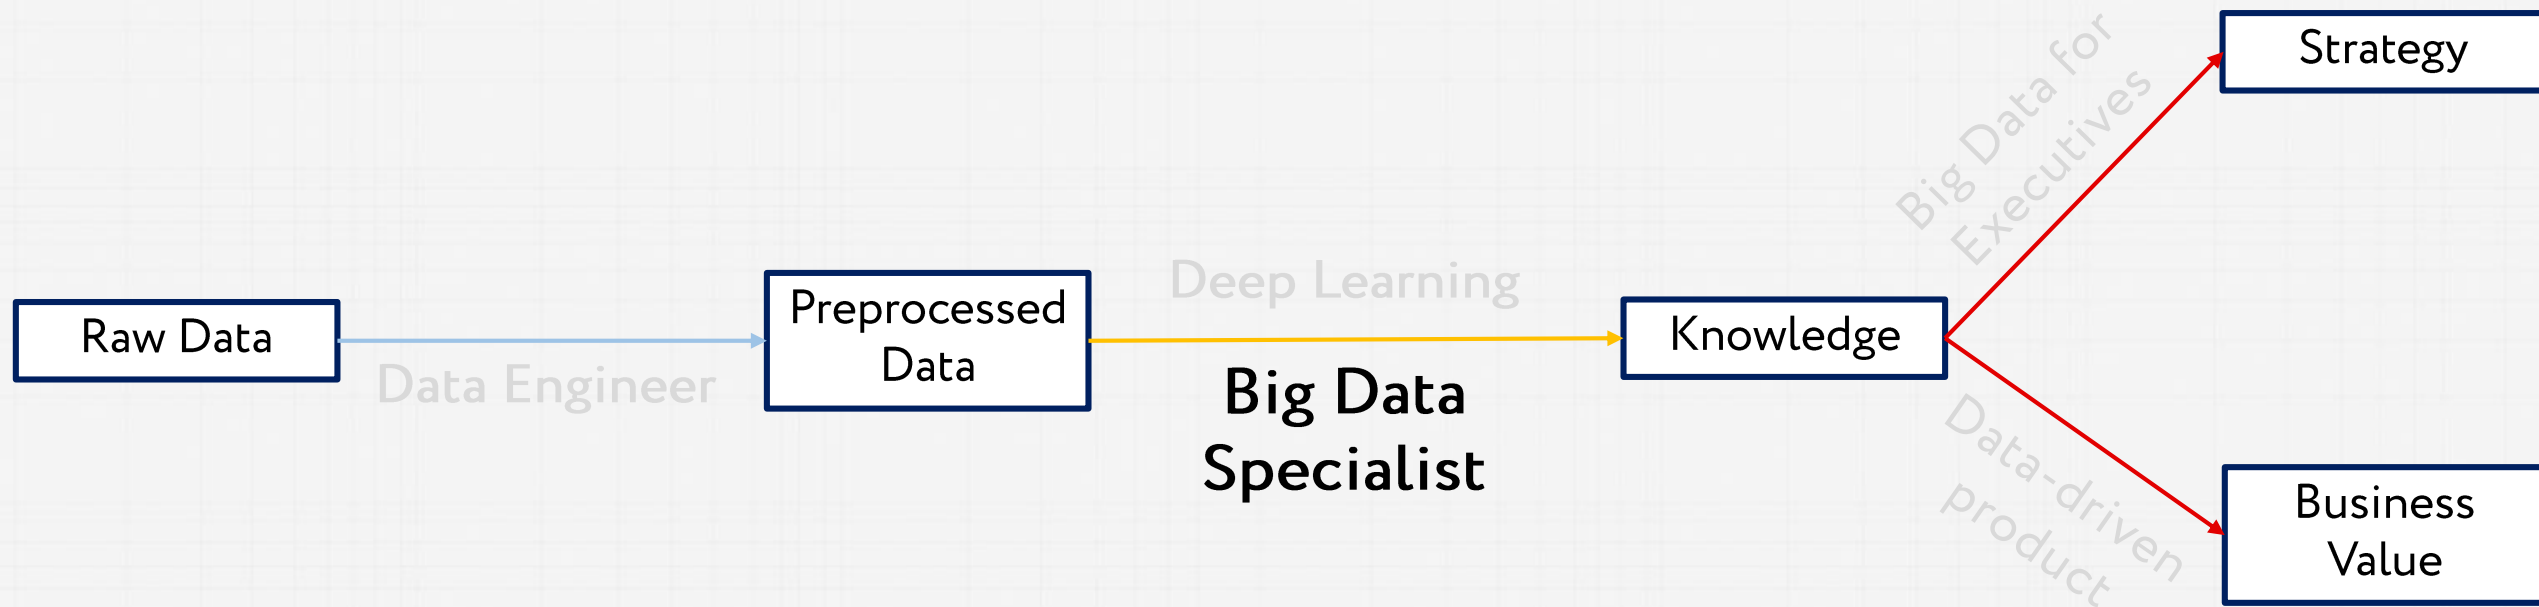 Raw Data
Data Engineer
Preprocessed
Data
Deep Learning
Big Data
Specialist
Knowledge
Big Data for
Executives
Strategy
Data-driven
product
Business
Value